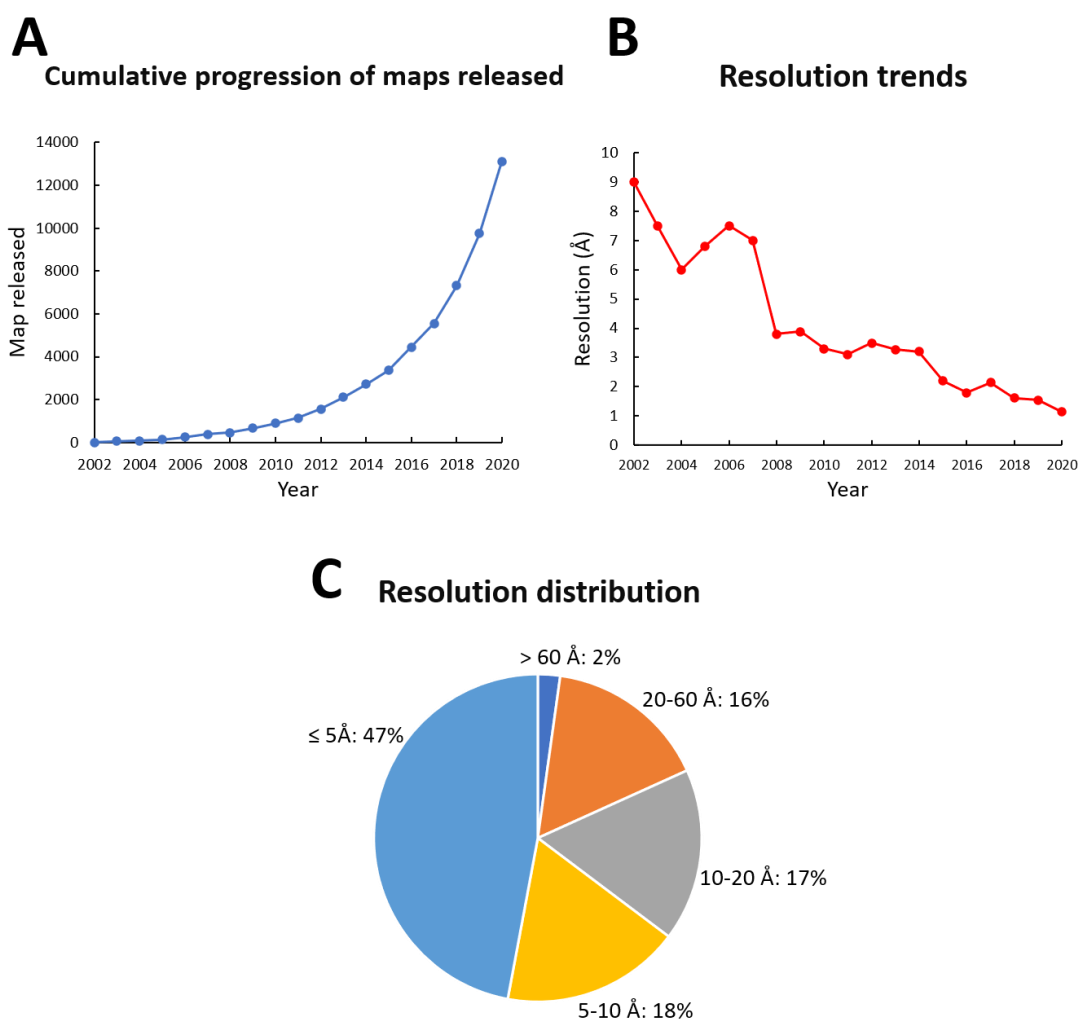 A
Cumulative progression of maps released
Map released
14000
12000
10000
8000
6000
4000
2000
0
2002 2004 2006 2008 2010 2012 2014 2016 2018 2020
Year
B
Resolution trends
Resolution (Å)
10
9
8
7
6
5
4
3
2
1
0
2002 2004 2006 2008 2010 2012 2014 2016 2018 2020
Year
C
Resolution distribution
> 60 Å: 2%
20-60 Å: 16%
≤ 5Å: 47%
10-20 Å: 17%
5-10 Å: 18%